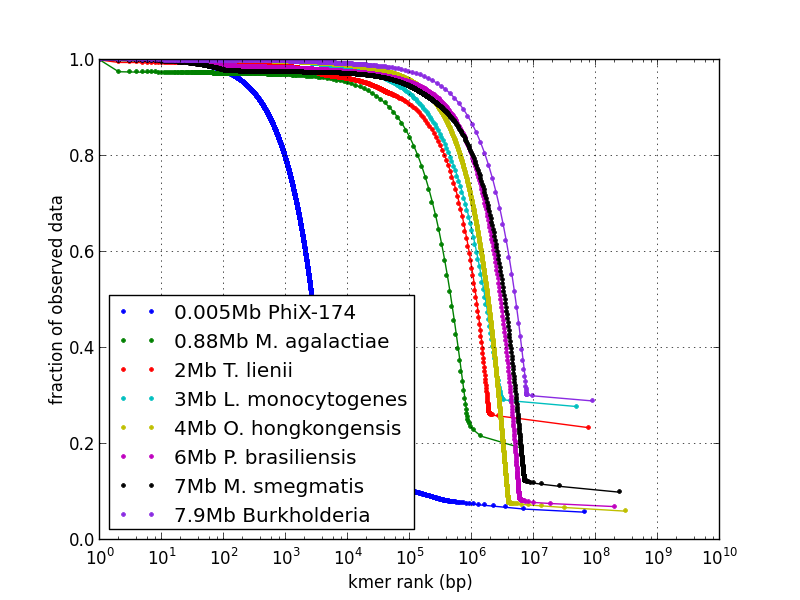 1.0
0.8
0.6
0.4
0.2
0.0
fraction of observed data
0.005Mb PhiX-174
0.88Mb M. agalactiae
2Mb T. lienii
3Mb L. monocytogenes
4Mb O. hongkongensis
6Mb P. brasiliensis
7Mb M. smegmatis
7.9Mb Burkholderia
10^0 10^1 10^2 10^3 10^4 10^5 10^6 10^7 10^8 10^9 10^10
kmer rank (bp)